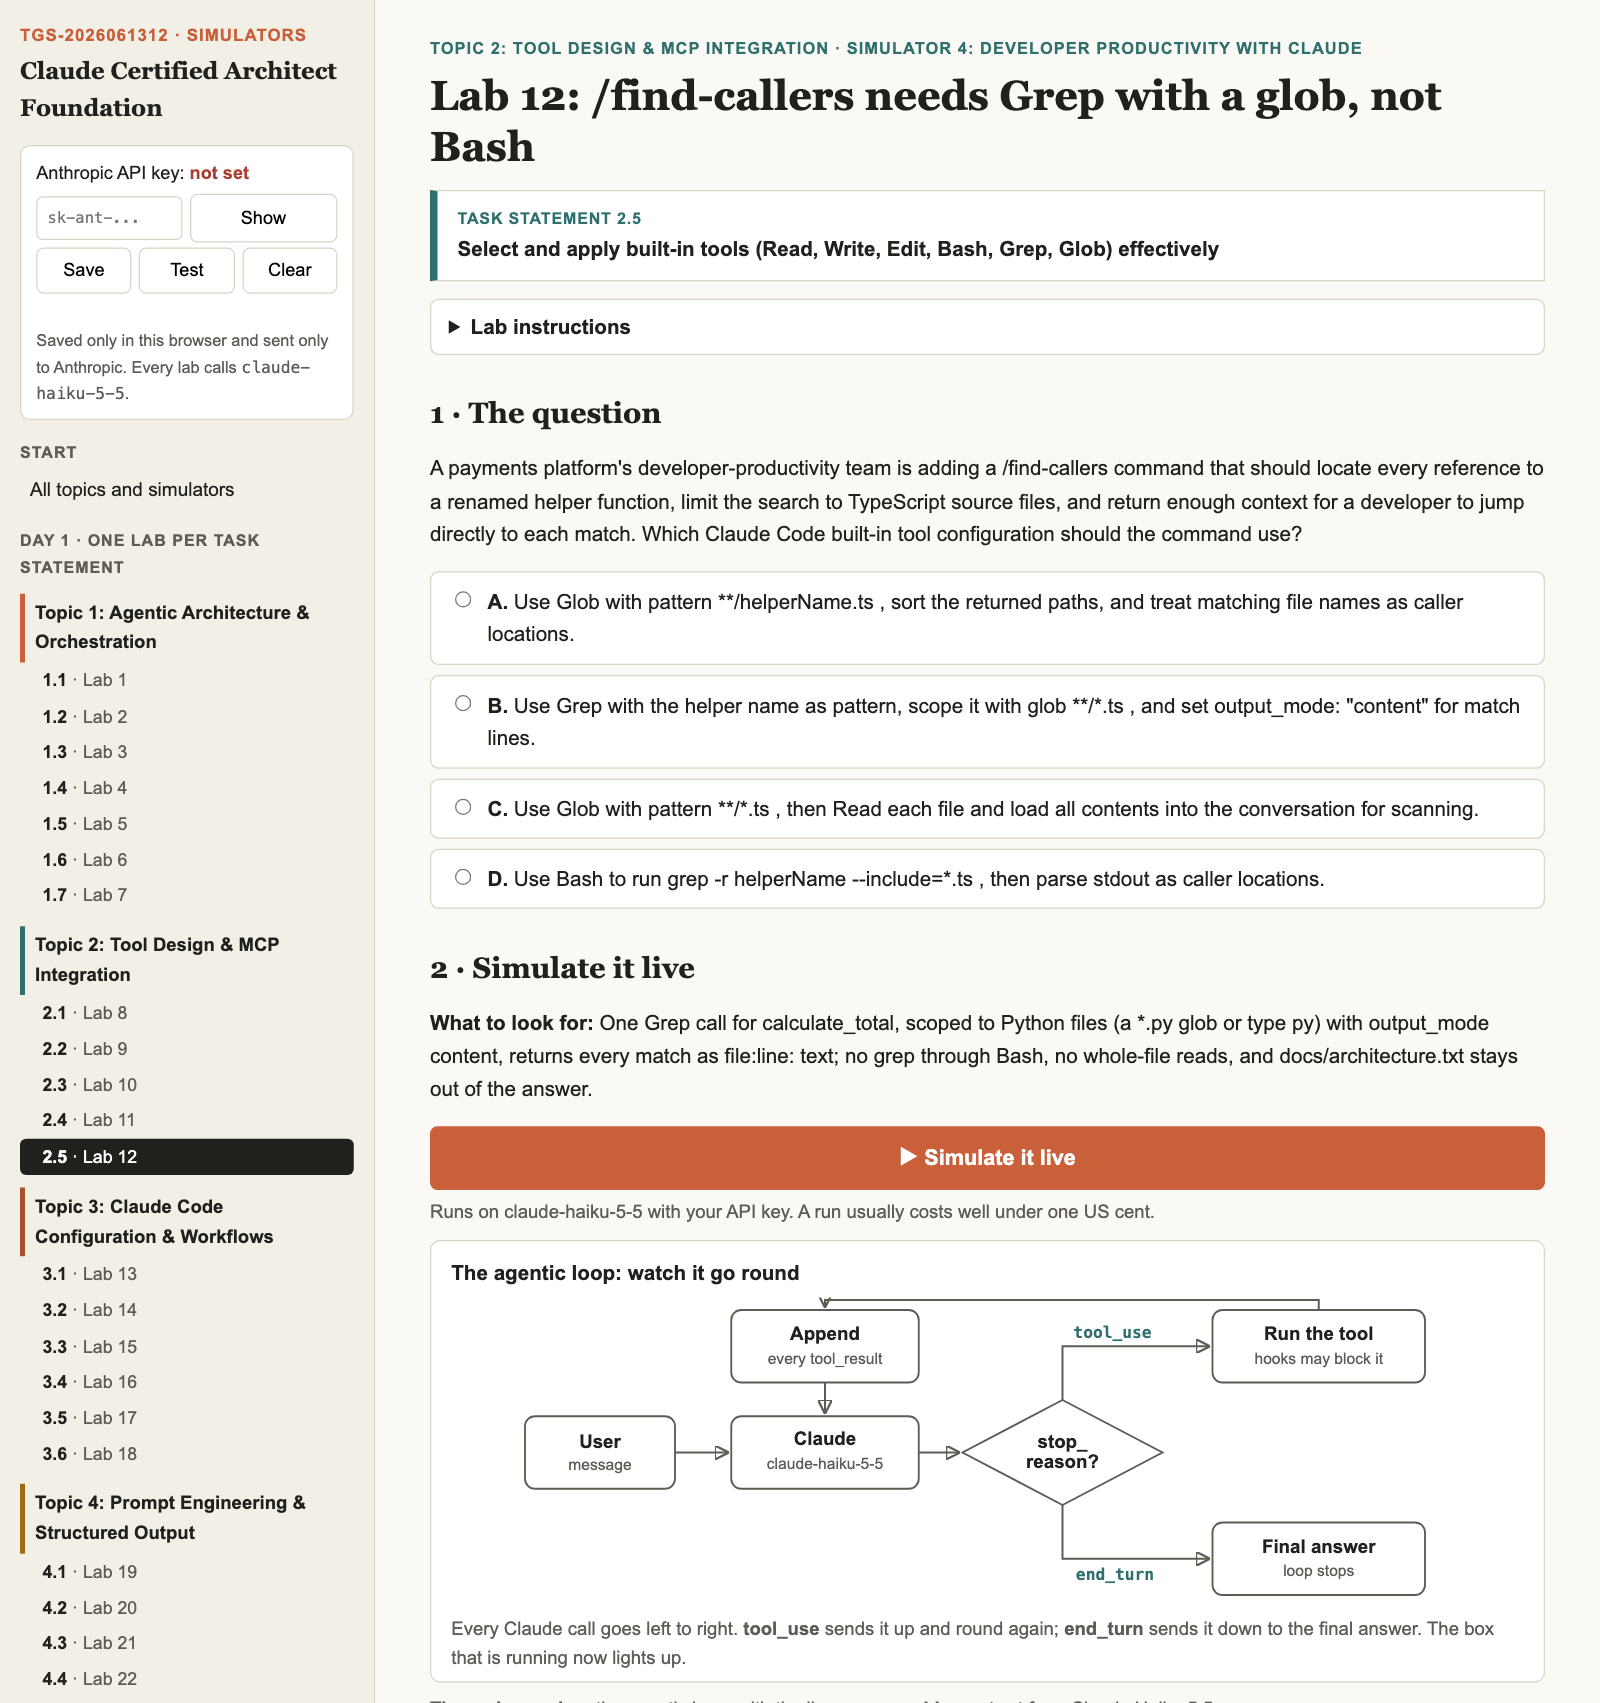 TGS-2026061312 · SIMULATORS
Claude Certified Architect
Foundation
Anthropic API key: not set
sk-ant-...
Show
Save
Test
Clear
Saved only in this browser and sent only
to Anthropic. Every lab calls claude-
haiku-5-5.
START
All topics and simulators
DAY 1 · ONE LAB PER TASK
STATEMENT
Topic 1: Agentic Architecture &
Orchestration
1.1 · Lab 1
1.2 · Lab 2
1.3 · Lab 3
1.4 · Lab 4
1.5 · Lab 5
1.6 · Lab 6
1.7 · Lab 7
Topic 2: Tool Design & MCP
Integration
2.1 · Lab 8
2.2 · Lab 9
2.3 · Lab 10
2.4 · Lab 11
2.5 · Lab 12
Topic 3: Claude Code
Configuration & Workflows
3.1 · Lab 13
3.2 · Lab 14
3.3 · Lab 15
3.4 · Lab 16
3.5 · Lab 17
3.6 · Lab 18
Topic 4: Prompt Engineering &
Structured Output
4.1 · Lab 19
4.2 · Lab 20
4.3 · Lab 21
4.4 · Lab 22
TOPIC 2: TOOL DESIGN & MCP INTEGRATION · SIMULATOR 4: DEVELOPER PRODUCTIVITY WITH CLAUDE
Lab 12: /find-callers needs Grep with a glob, not
Bash
TASK STATEMENT 2.5
Select and apply built-in tools (Read, Write, Edit, Bash, Grep, Glob) effectively
▶ Lab instructions
1 · The question
A payments platform's developer-productivity team is adding a /find-callers command that should locate every reference to
a renamed helper function, limit the search to TypeScript source files, and return enough context for a developer to jump
directly to each match. Which Claude Code built-in tool configuration should the command use?
A. Use Glob with pattern **/helperName.ts , sort the returned paths, and treat matching file names as caller
locations.
B. Use Grep with the helper name as pattern, scope it with glob **/*.ts , and set output_mode: "content" for match
lines.
C. Use Glob with pattern **/*.ts , then Read each file and load all contents into the conversation for scanning.
D. Use Bash to run grep -r helperName --include=*.ts , then parse stdout as caller locations.
2 · Simulate it live
What to look for: One Grep call for calculate_total, scoped to Python files (a *.py glob or type py) with output_mode
content, returns every match as file:line: text; no grep through Bash, no whole-file reads, and docs/architecture.txt stays
out of the answer.
▶ Simulate it live
Runs on claude-haiku-5-5 with your API key. A run usually costs well under one US cent.
The agentic loop: watch it go round
Append
every tool_result
tool_use
Run the tool
hooks may block it
User
message
Claude
claude-haiku-5-5
stop_
reason?
Final answer
loop stops
end_turn
Every Claude call goes left to right. tool_use sends it up and round again; end_turn sends it down to the final answer. The box
that is running now lights up.